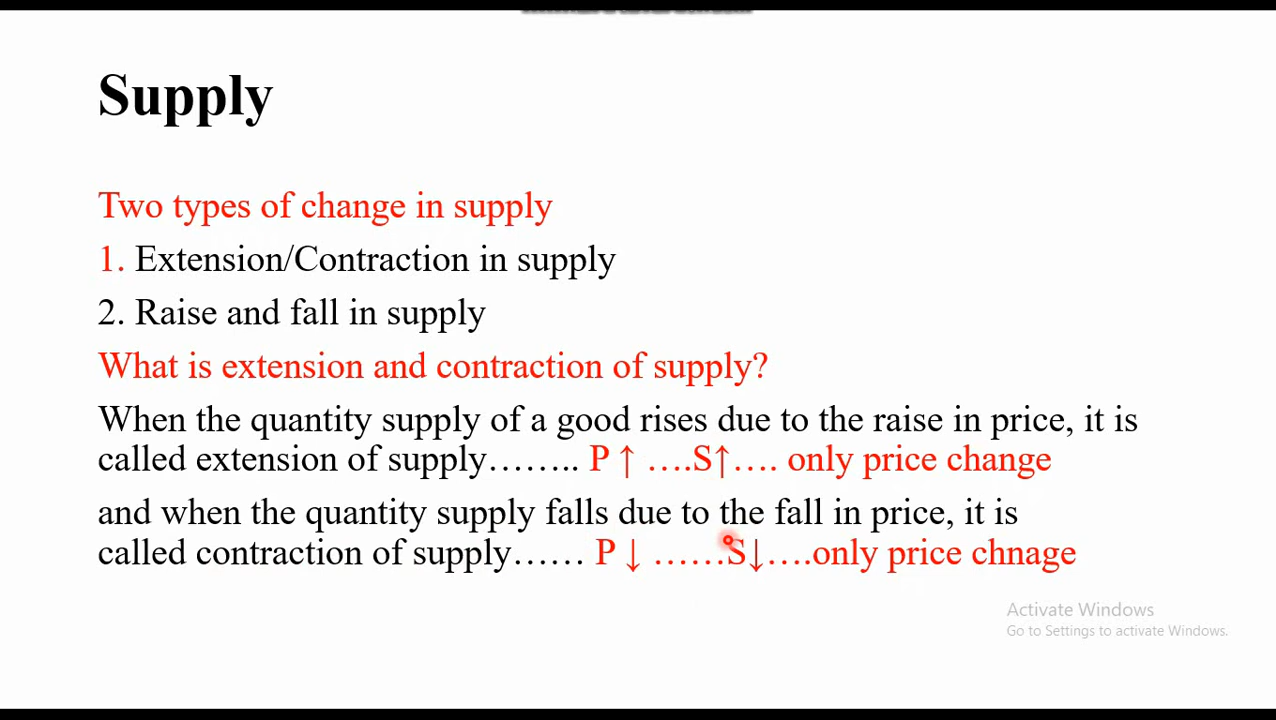 Supply
Two types of change in supply
1. Extension/Contraction in supply
2. Raise and fall in supply
What is extension and contraction of supply?
When the quantity supply of a good rises due to the raise in price, it is
called extension of supply…….. P ↑ ….S↑…. only price change
and when the quantity supply falls due to the fall in price, it is
called contraction of supply…… P ↓ ……S↓….only price chnage
Activate Windows
Go to Settings to activate Windows.